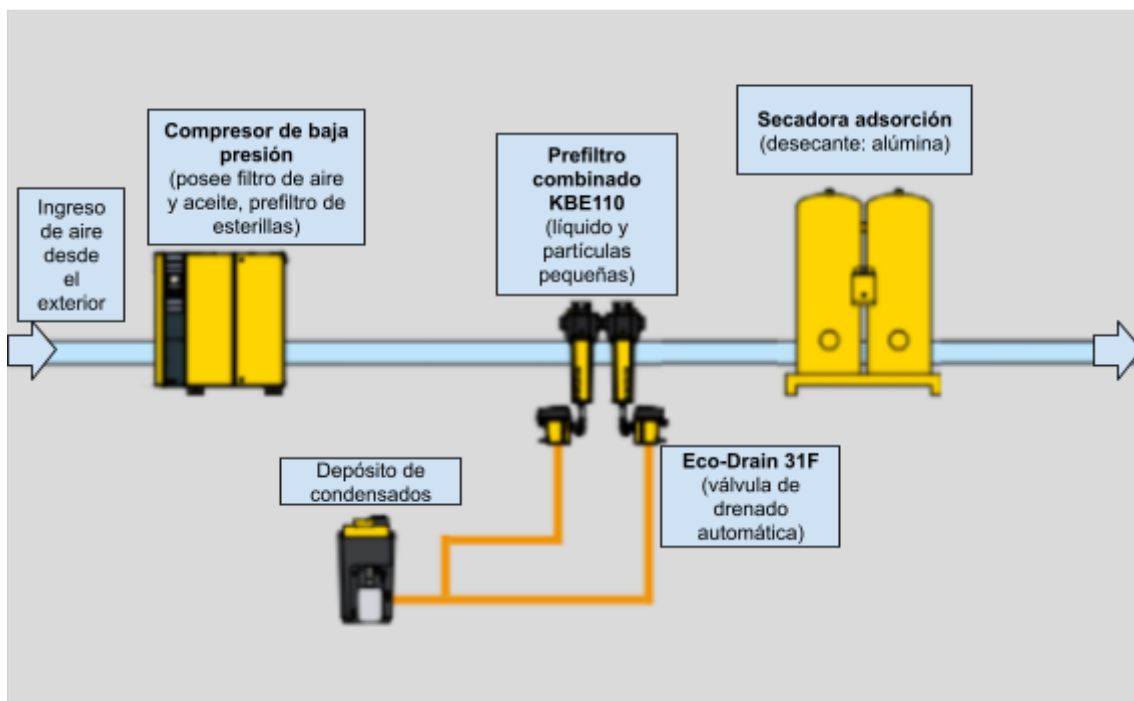 Ingreso
de aire
desde
el
exterior
Compresor de baja
presión
(posee filtro de aire
y aceite, prefiltro de
esterillas)
Prefiltro
combinado
KBE110
(líquido y
partículas
pequeñas)
Secadora adsorción
(desecante: alúmina)
Depósito de
condensados
Eco-Drain 31F
(válvula de
drenado
automática)